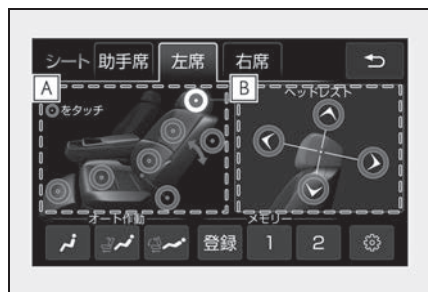 シート 助手席 左席 右席
A
B
をタッチ
ヘッドレスト
オート作動
メモリー
登録 1 2